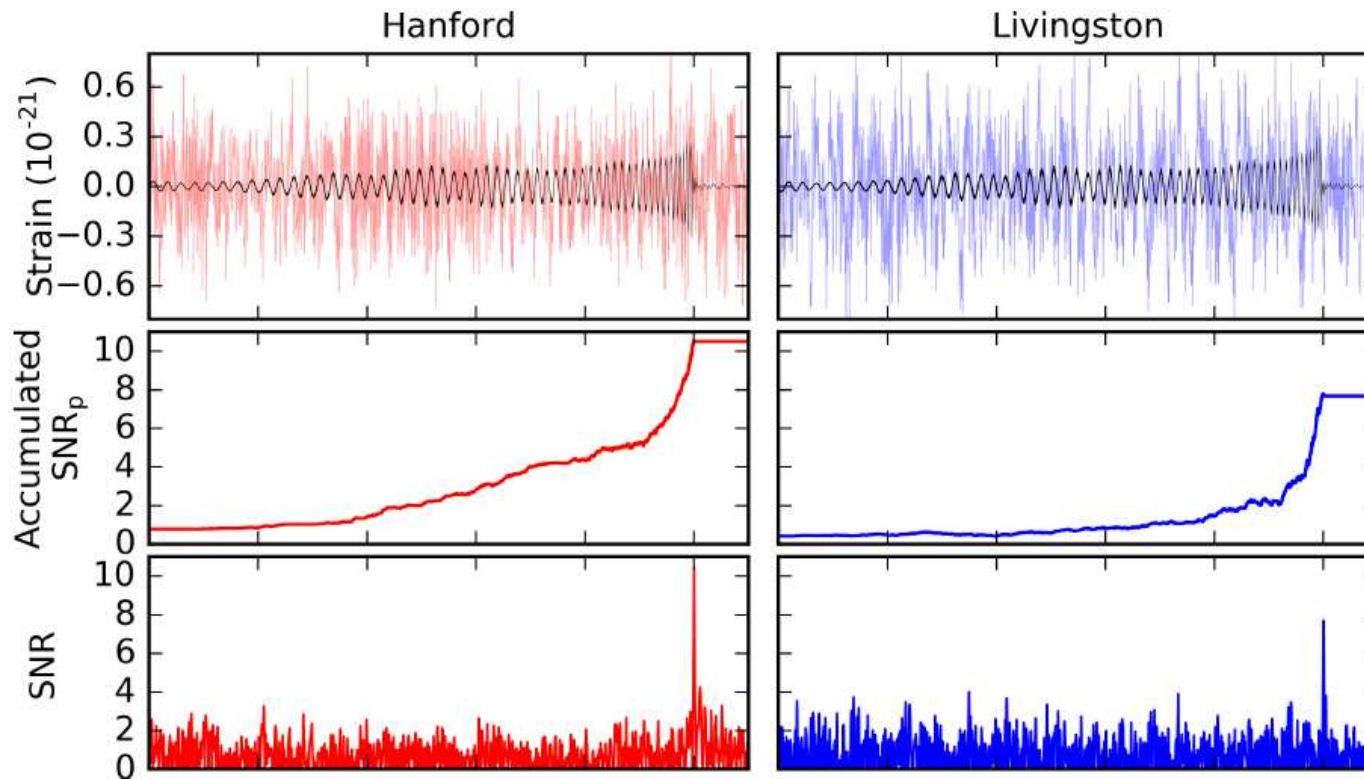 Hanford
Livingston
Strain (10⁻²¹)
0.6
0.3
0.0
−0.3
−0.6
Accumulated
SNRₚ
10
8
6
4
2
0
SNR
10
8
6
4
2
0